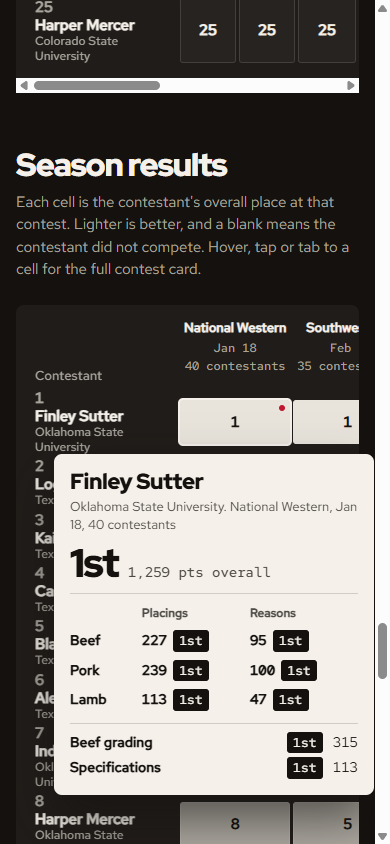 25
Harper Mercer
Colorado State
University
25 25 25
Season results
Each cell is the contestant's overall place at that
contest. Lighter is better, and a blank means the
contestant did not compete. Hover, tap or tab to a
cell for the full contest card.
National Western
Jan 18
40 contestants
Feb
35
Contestant
1
Finley Sutter
Oklahoma State
University
1 1
2
3
4
5
6
7
Finley Sutter
Oklahoma State University. National Western, Jan
18, 40 contestants
1st 1,259 pts overall
Placings Reasons
Beef 227 1st 95 1st
Pork 239 1st 100 1st
Lamb 113 1st 47 1st
Beef grading 1st 315
Specifications 1st 113
8
Harper Mercer
Oklahoma State
8 5